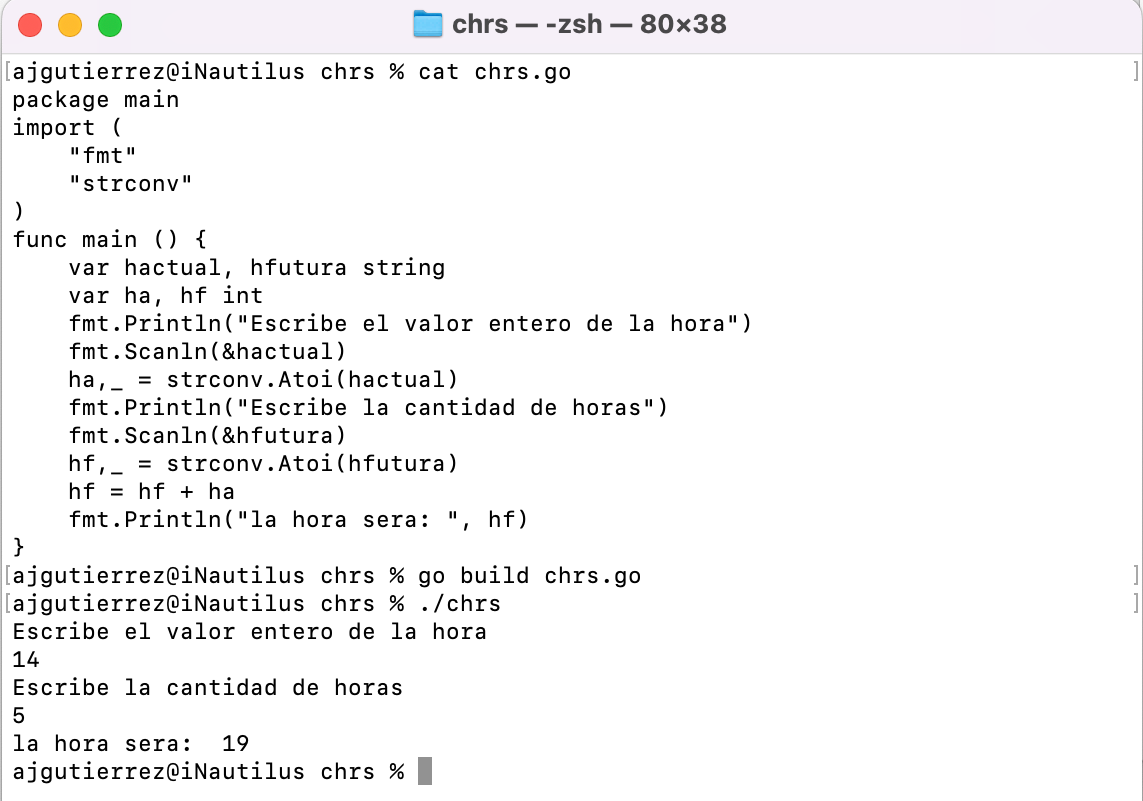 chrs — -zsh — 80×38
[ajgutierrez@iNautilus chrs % cat chrs.go ]
package main
import (
    "fmt"
    "strconv"
)
func main () {
    var hactual, hfutura string
    var ha, hf int
    fmt.Println("Escribe el valor entero de la hora")
    fmt.Scanln(&hactual)
    ha,_ = strconv.Atoi(hactual)
    fmt.Println("Escribe la cantidad de horas")
    fmt.Scanln(&hfutura)
    hf,_ = strconv.Atoi(hfutura)
    hf = hf + ha
    fmt.Println("la hora sera: ", hf)
}
[ajgutierrez@iNautilus chrs % go build chrs.go ]
[ajgutierrez@iNautilus chrs % ./chrs ]
Escribe el valor entero de la hora
14
Escribe la cantidad de horas
5
la hora sera:  19
ajgutierrez@iNautilus chrs %